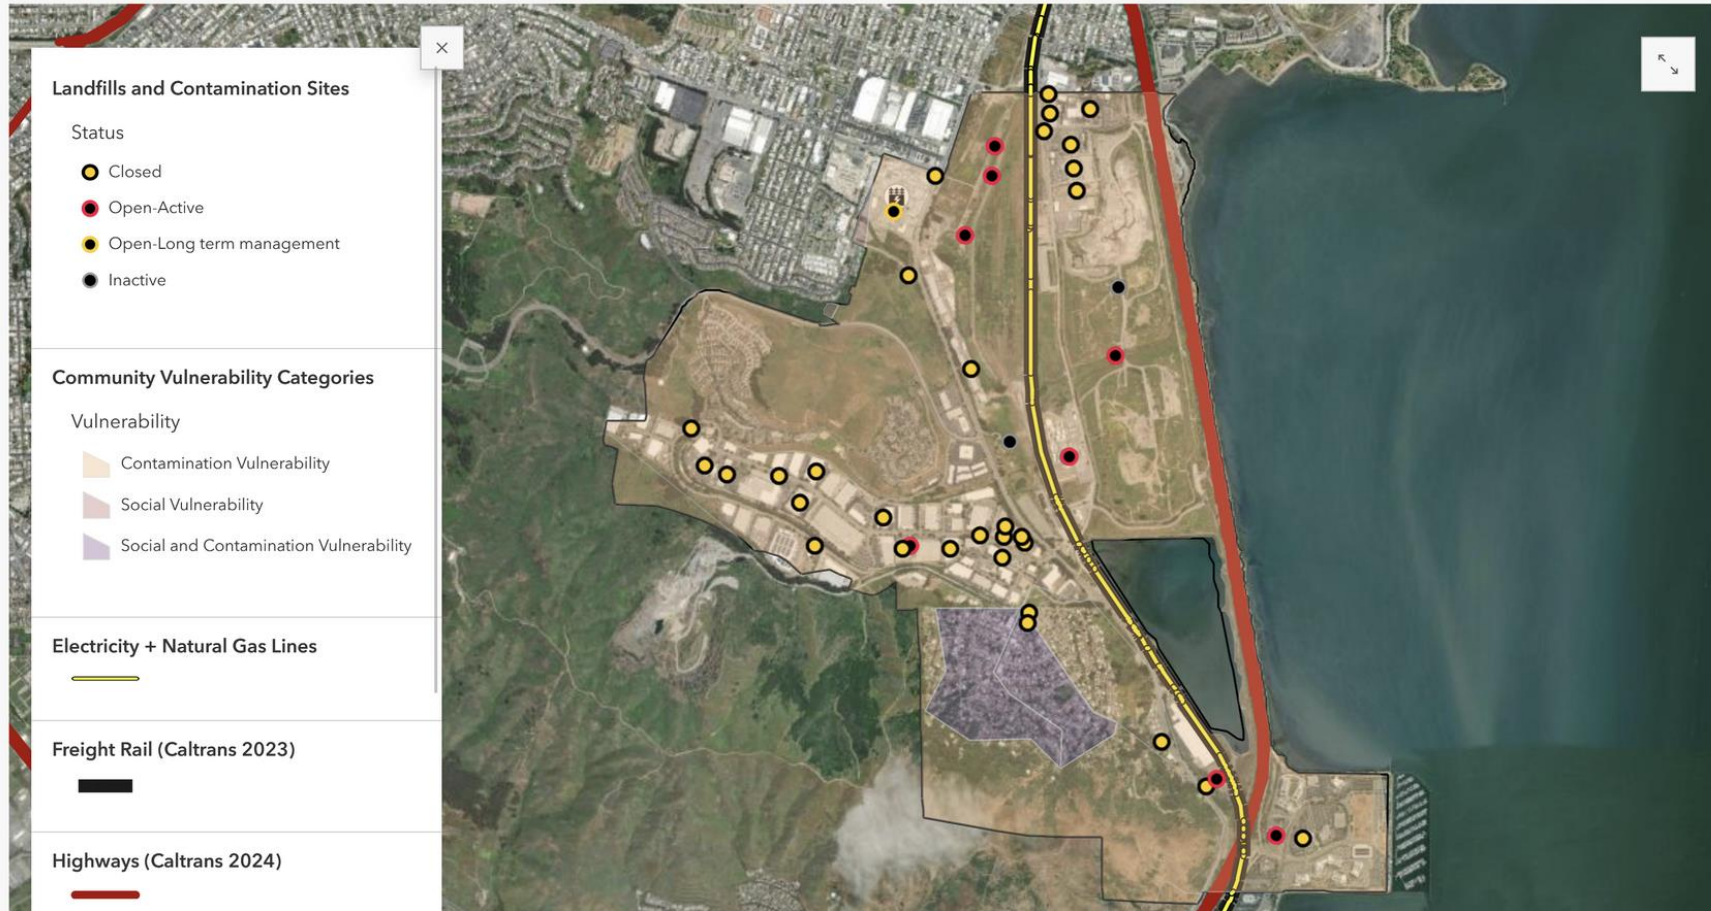 Landfills and Contamination Sites
Status
Closed
Open-Active
Open-Long term management
Inactive
Community Vulnerability Categories
Vulnerability
Contamination Vulnerability
Social Vulnerability
Social and Contamination Vulnerability
Electricity + Natural Gas Lines
Freight Rail (Caltrans 2023)
Highways (Caltrans 2024)